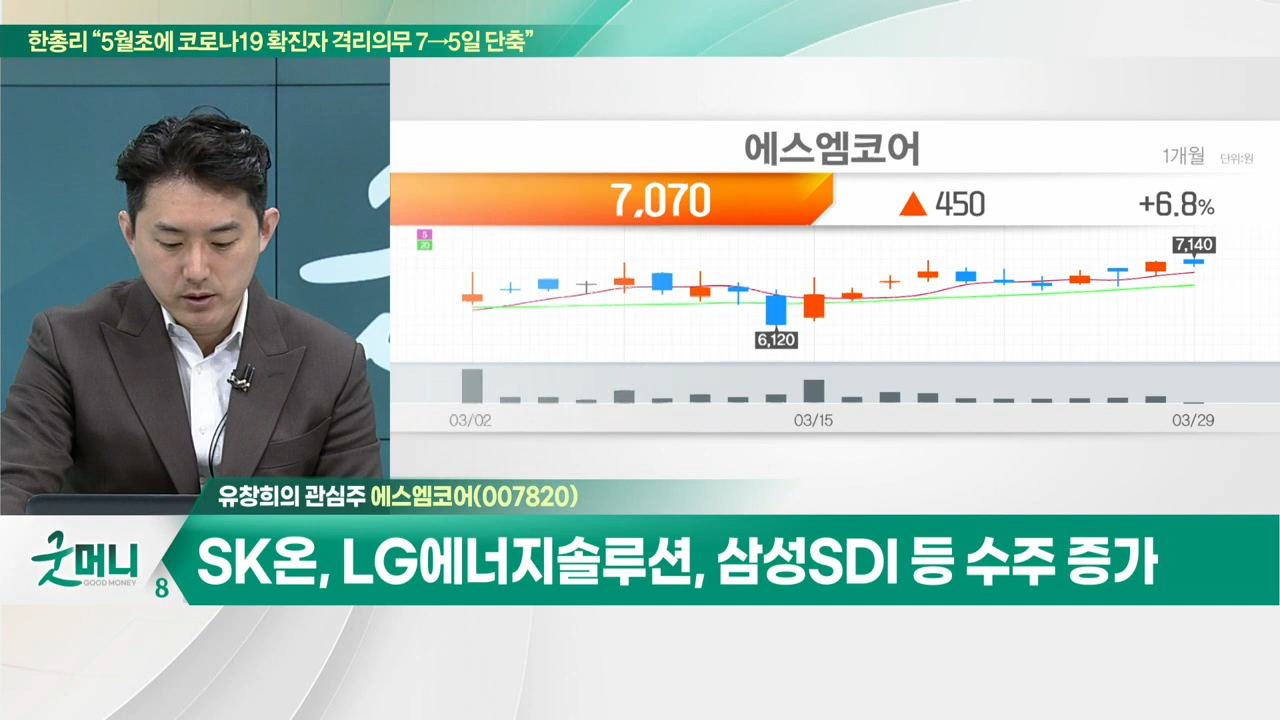 한총리 “5월초에 코로나19 확진자 격리의무 7→5일 단축”
에스엠코어
1개월 단위:원
7,070 ▲ 450 +6.8%
5
20
7,140
6,120
03/02 03/15 03/29
유창희의 관심주 에스엠코어(007820)
굿머니
GOOD MONEY
8
SK온, LG에너지솔루션, 삼성SDI 등 수주 증가